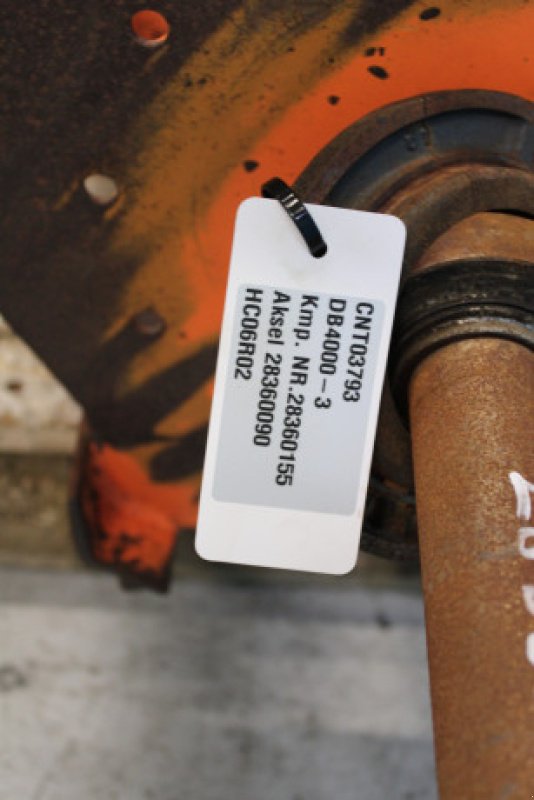 CNT03793
DB4000-3
Kmp. NR.28360155
Aksel 28360090
HC06R02